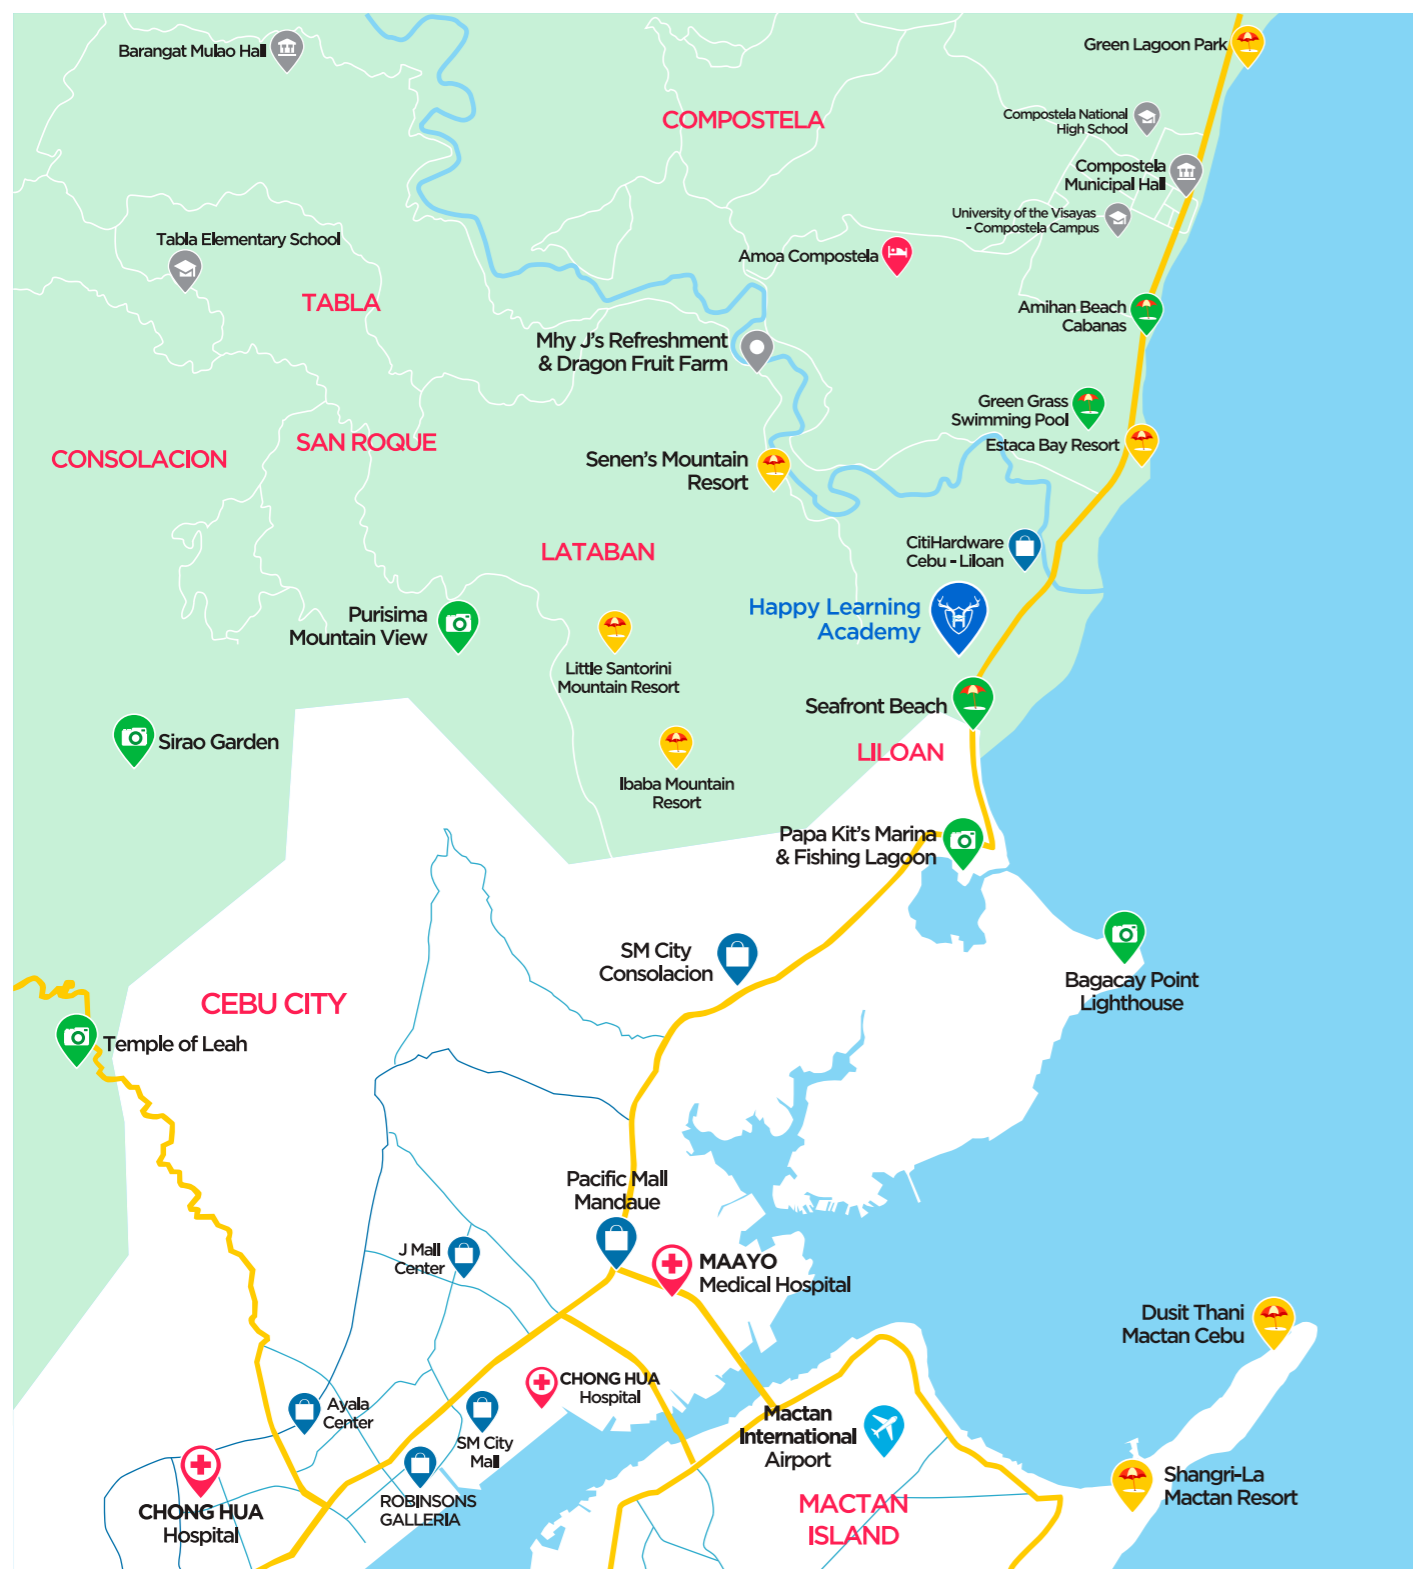 Green Lagoon Park
Barangat Mulao Hall
COMPOSTELA
Compostela National
High School
Compostela
Municipal Hall
University of the Visayas
- Compostela Campus
Tabla Elementary School
Amoa Compostela
TABLA
Amihan Beach
Cabanas
Mhy J's Refreshment
& Dragon Fruit Farm
Green Grass
Swimming Pool
SAN ROQUE
Estaca Bay Resort
CONSOLACION
Senen's Mountain
Resort
LATABAN
CitiHardware
Cebu - Liloan
Happy Learning
Academy
Purisima
Mountain View
Little Santorini
Mountain Resort
Seafront Beach
Sirao Garden
LILOAN
Ibaba Mountain
Resort
Papa Kit's Marina
& Fishing Lagoon
SM City
Consolacion
Bagacay Point
Lighthouse
CEBU CITY
Temple of Leah
Pacific Mall
Mandaue
J Mall
Center
MAAYO
Medical Hospital
Dusit Thani
Mactan Cebu
CHONG HUA
Hospital
Ayala
Center
Mactan
International
Airport
SM City
Mall
Shangri-La
Mactan Resort
ROBINSONS
GALLERIA
CHONG HUA
Hospital
MACTAN
ISLAND